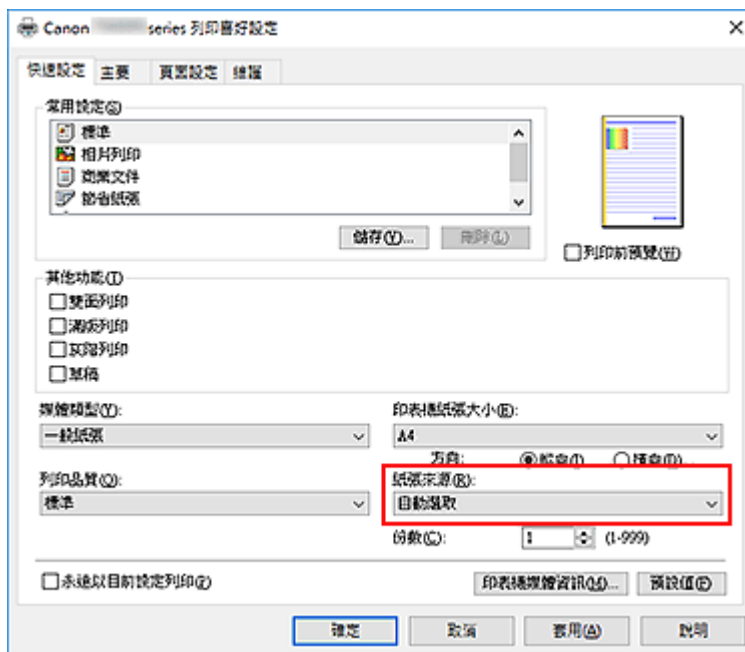 Canon series 列印喜好設定
快速設定 主要 頁面設定 維護
常用設定(S)
標準
相片列印
商業文件
節省紙張
儲存(Y)... 刪除(L)
列印前預覽(W)
其他功能(T)
雙面列印
滿版列印
灰階列印
草稿
媒體類型(Y): 印表機紙張大小(E):
一般紙張 A4
方向: 縱向(I) 橫向(D)...
列印品質(Q): 紙張來源(R):
標準 自動選取
份數(C): 1 (1-999)
永遠以目前設定列印(P) 印表機媒體資訊(M)... 預設值(F)
確定 取消 套用(A) 說明